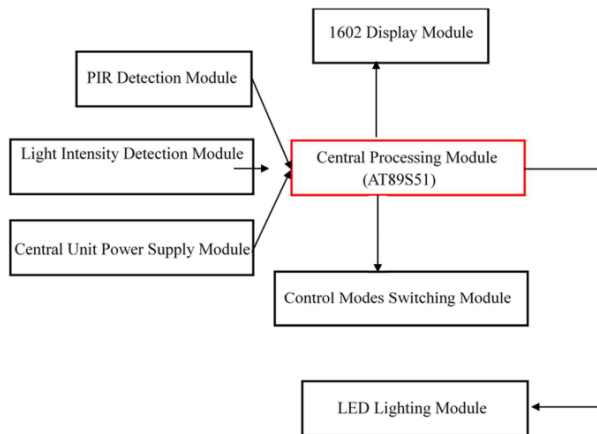 1602 Display Module
PIR Detection Module
Light Intensity Detection Module
Central Processing Module
(AT89S51)
Central Unit Power Supply Module
Control Modes Switching Module
LED Lighting Module